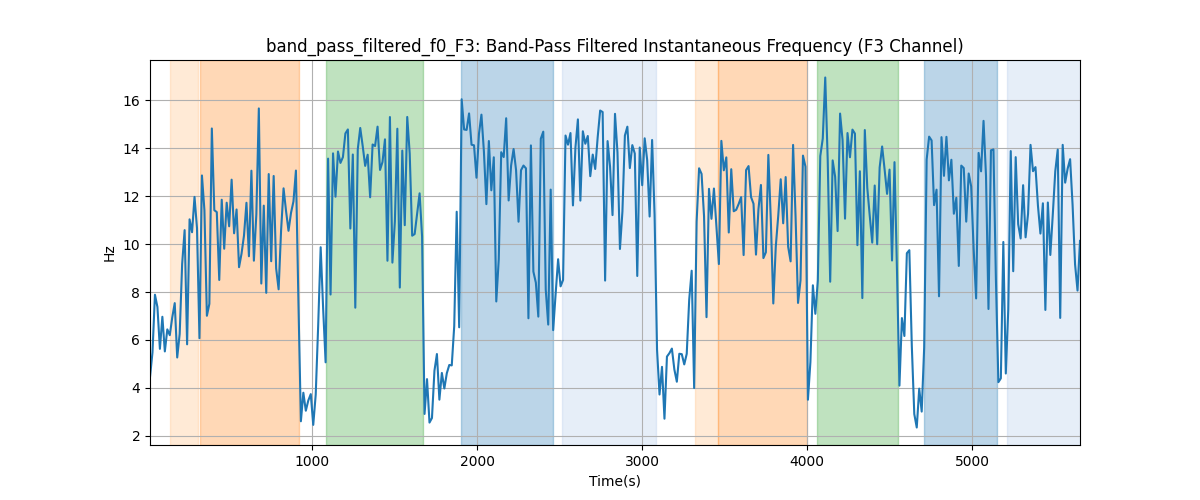 band_pass_filtered_f0_F3: Band-Pass Filtered Instantaneous Frequency (F3 Channel)
16
14
12
10
8
6
4
2
Hz
1000 2000 3000 4000 5000
Time(s)